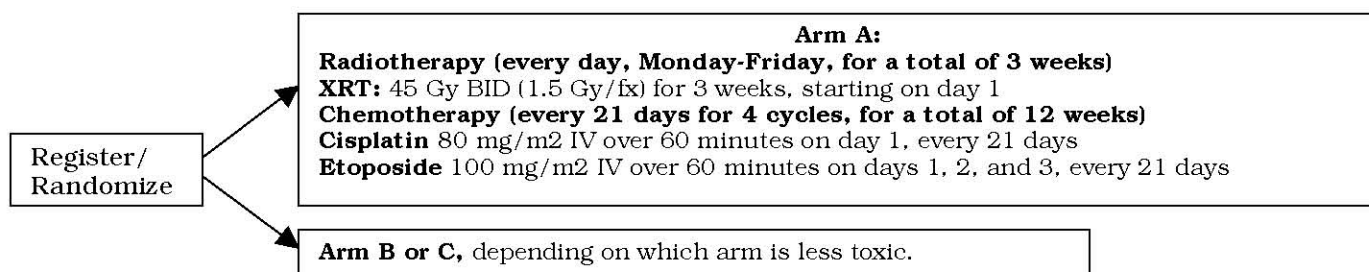 Arm A:
Radiotherapy (every day, Monday-Friday, for a total of 3 weeks)
XRT: 45 Gy BID (1.5 Gy/fx) for 3 weeks, starting on day 1
Chemotherapy (every 21 days for 4 cycles, for a total of 12 weeks)
Cisplatin 80 mg/m2 IV over 60 minutes on day 1, every 21 days
Etoposide 100 mg/m2 IV over 60 minutes on days 1, 2, and 3, every 21 days
Register/
Randomize
Arm B or C, depending on which arm is less toxic.